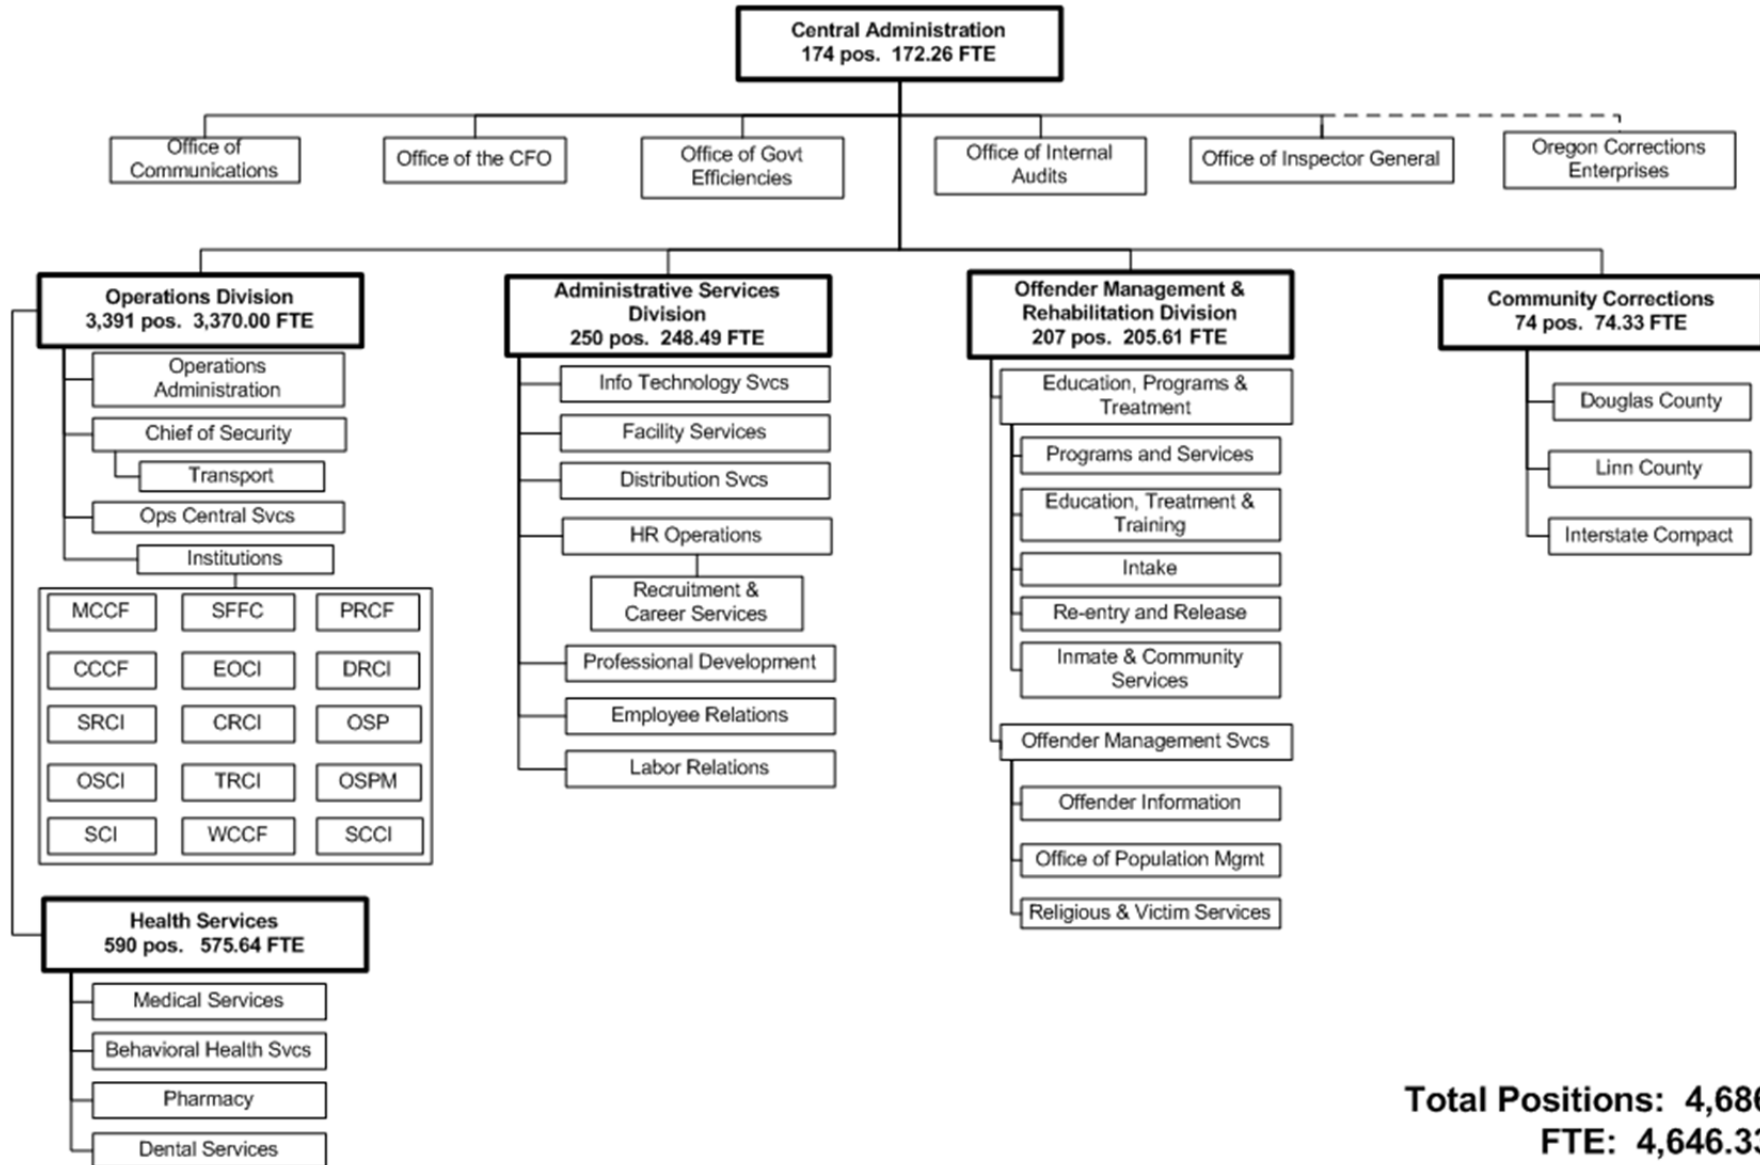 Central Administration
174 pos. 172.26 FTE
Office of
Communications
Office of the CFO
Office of Govt
Efficiencies
Office of Internal
Audits
Office of Inspector General
Oregon Corrections
Enterprises
Operations Division
3,391 pos. 3,370.00 FTE
Operations
Administration
Chief of Security
Transport
Ops Central Svcs
Institutions
MCCF SFFC PRCF
CCCF EOCI DRCI
SRCI CRCI OSP
OSCI TRCI OSPM
SCI WCCF SCCI
Health Services
590 pos. 575.64 FTE
Medical Services
Behavioral Health Svcs
Pharmacy
Dental Services
Administrative Services
Division
250 pos. 248.49 FTE
Info Technology Svcs
Facility Services
Distribution Svcs
HR Operations
Recruitment &
Career Services
Professional Development
Employee Relations
Labor Relations
Offender Management &
Rehabilitation Division
207 pos. 205.61 FTE
Education, Programs &
Treatment
Programs and Services
Education, Treatment &
Training
Intake
Re-entry and Release
Inmate & Community
Services
Offender Management Svcs
Offender Information
Office of Population Mgmt
Religious & Victim Services
Community Corrections
74 pos. 74.33 FTE
Douglas County
Linn County
Interstate Compact
Total Positions: 4,686
FTE: 4,646.33